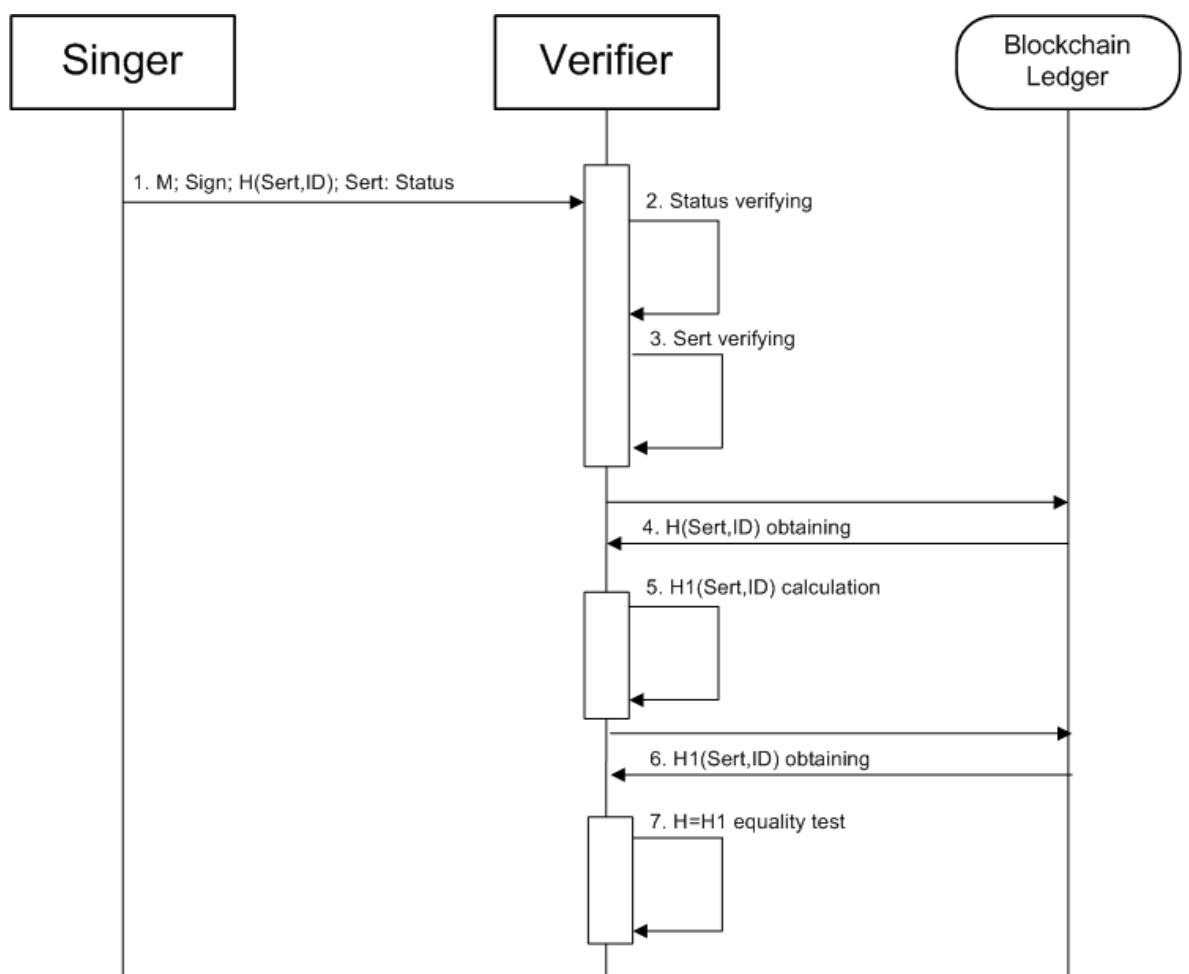 Singer
Verifier
Blockchain
Ledger
1. M; Sign; H(Sert,ID); Sert: Status
2. Status verifying
3. Sert verifying
4. H(Sert,ID) obtaining
5. H1(Sert,ID) calculation
6. H1(Sert,ID) obtaining
7. H=H1 equality test